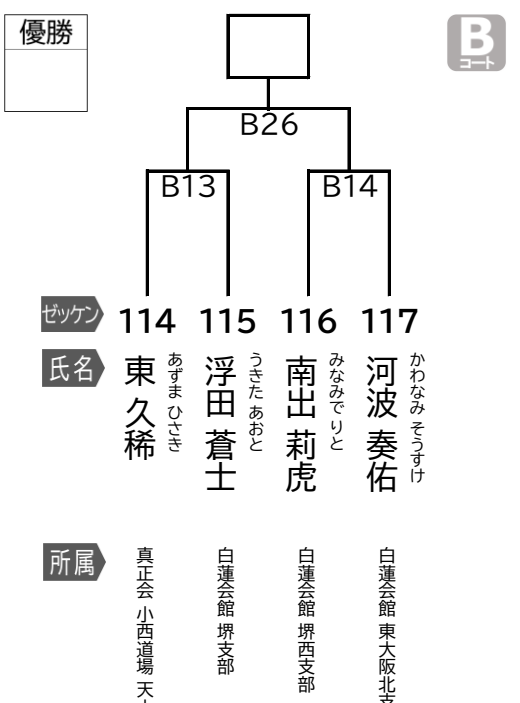 優勝
B
コート
B26
B13
B14
ゼッケン
114
115
116
117
氏名
東 久稀
あずま ひさき
浮田 蒼士
うきた あおと
南出 莉虎
みなみで りと
河波 奏佑
かわなみ そうすけ
所属
真正会 小西道場
白蓮会館 堺支部
白蓮会館 堺西支部
白蓮会館 東大阪北